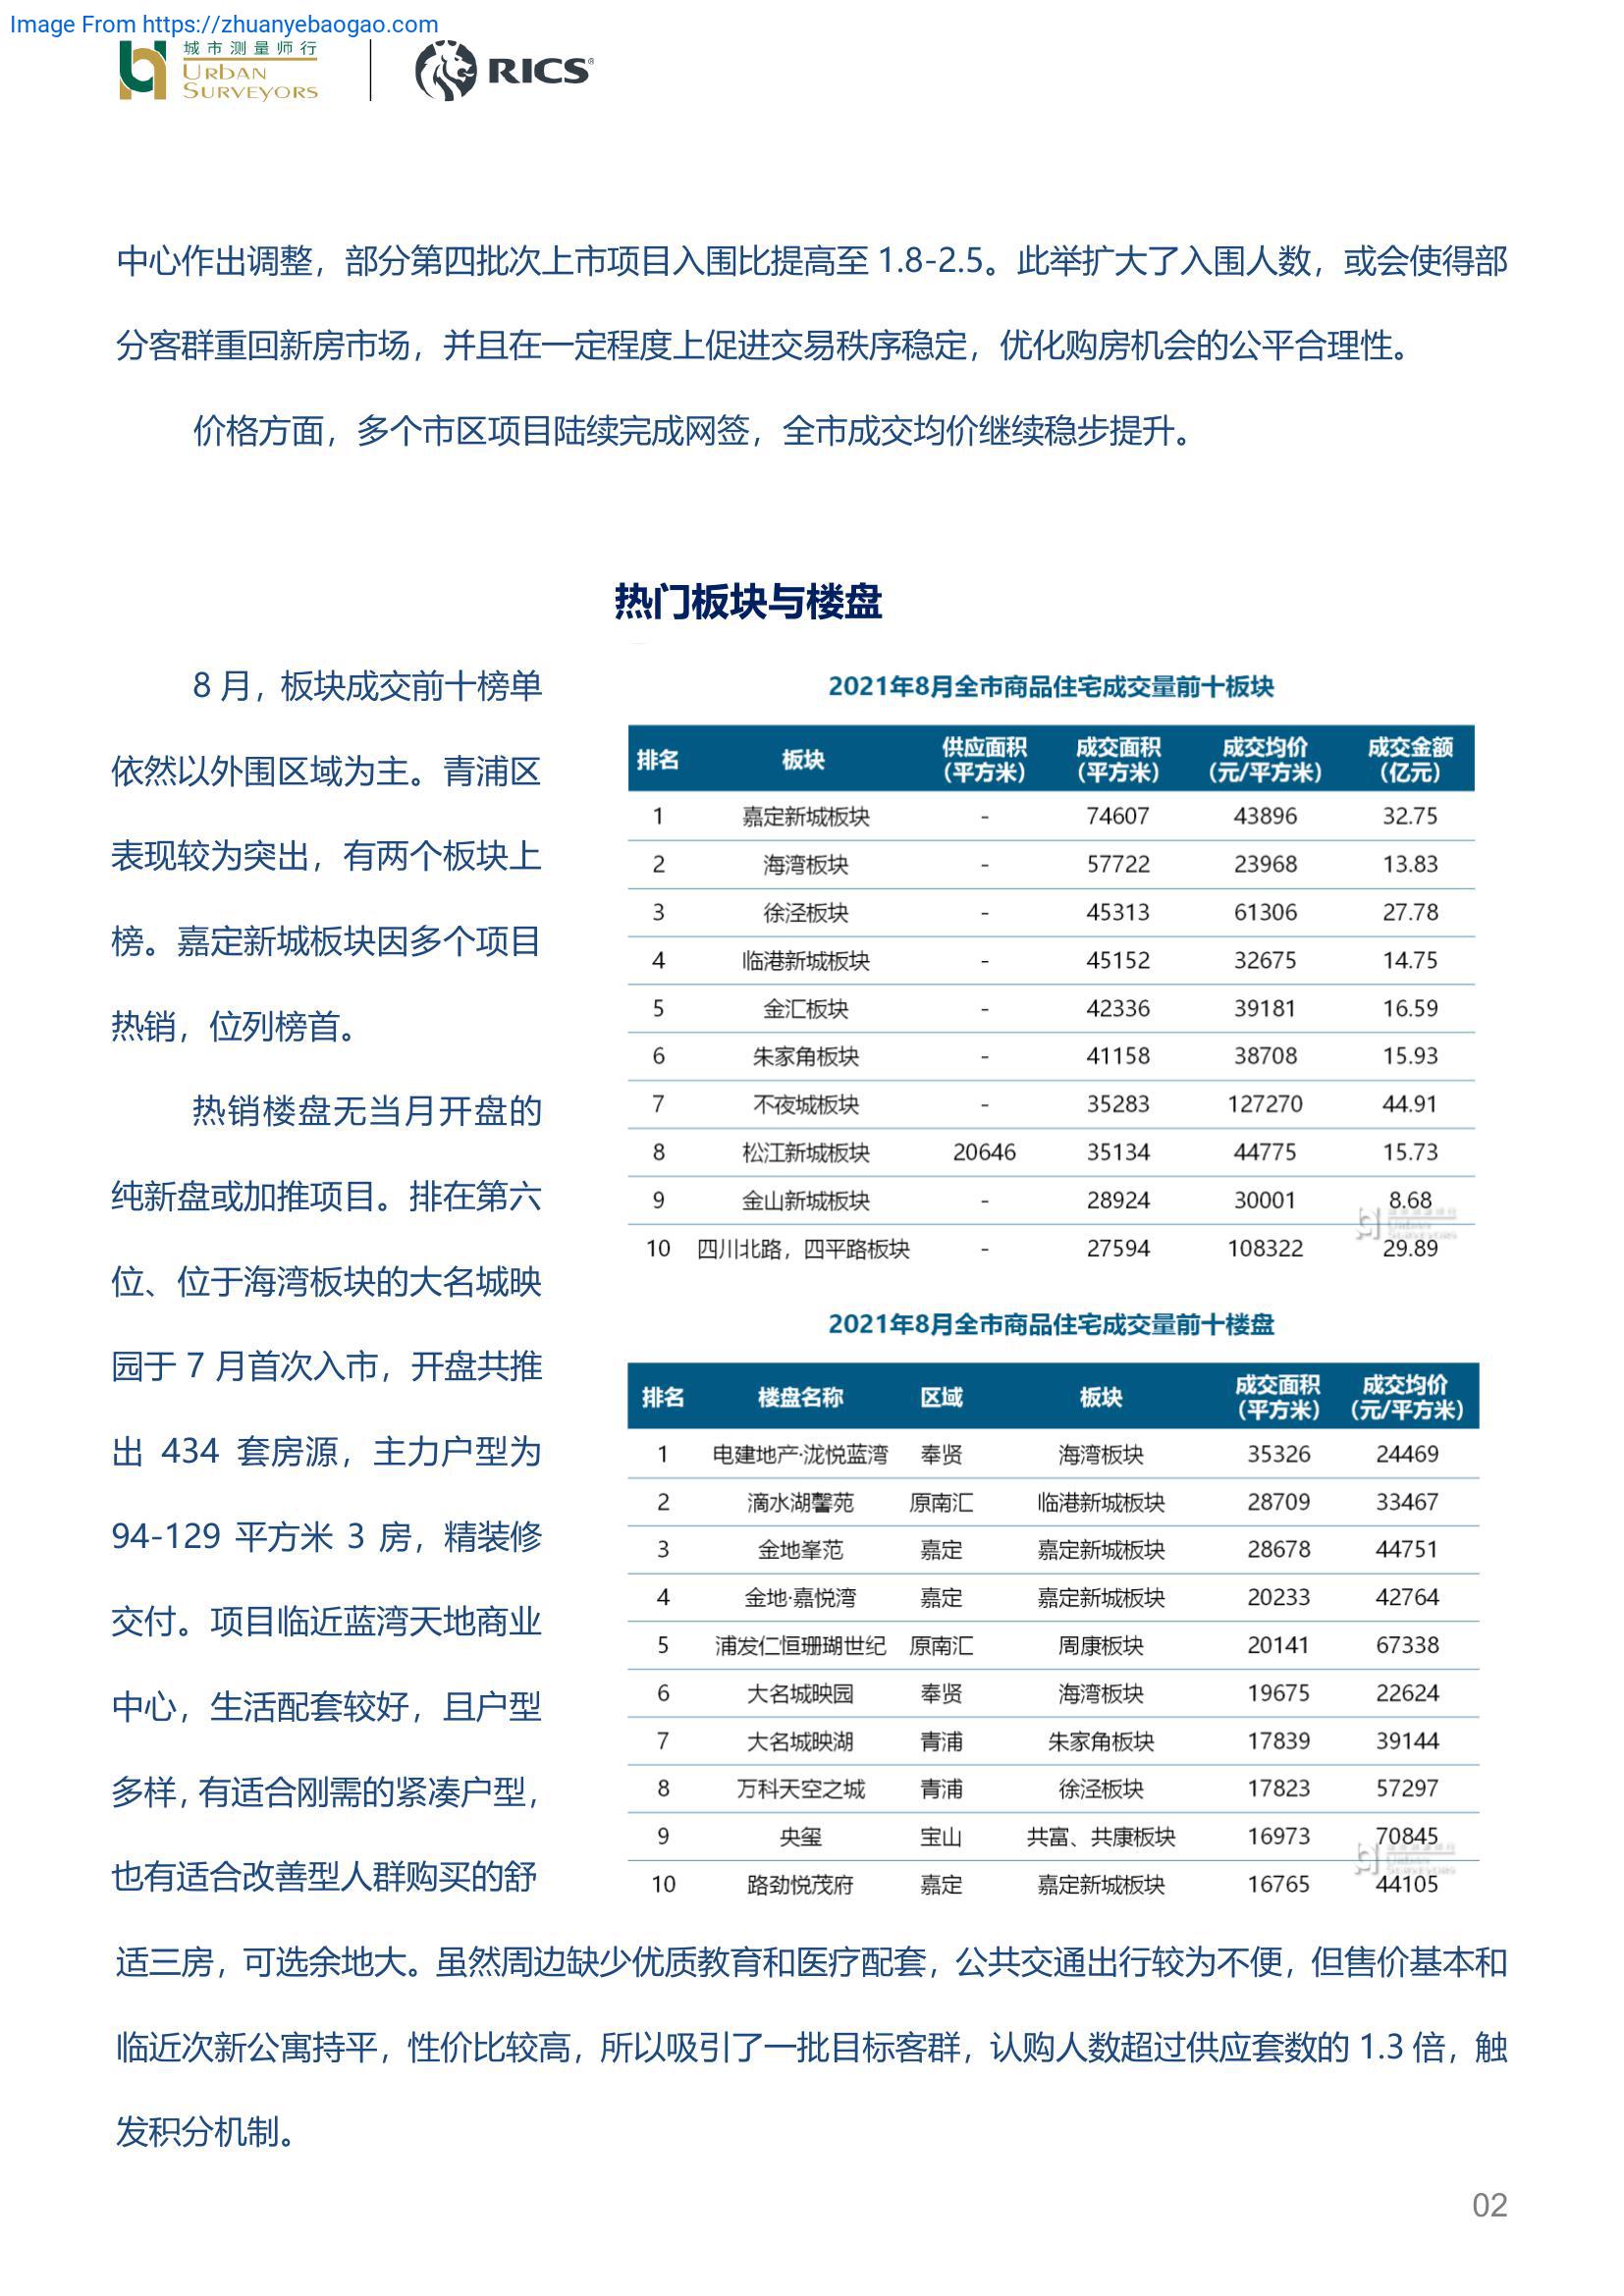 Image From https://zhuanyebaogao.com
城市测量师行
URBAN
SURVEYORS
RICS®
中心作出调整，部分第四批次上市项目入围比提高至 1.8-2.5。此举扩大了入围人数，或会使得部
分客群重回新房市场，并且在一定程度上促进交易秩序稳定，优化购房机会的公平合理性。
价格方面，多个市区项目陆续完成网签，全市成交均价继续稳步提升。
热门板块与楼盘
8 月，板块成交前十榜单
依然以外围区域为主。青浦区
表现较为突出，有两个板块上
榜。嘉定新城板块因多个项目
热销，位列榜首。
热销楼盘无当月开盘的
纯新盘或加推项目。排在第六
位、位于海湾板块的大名城映
园于 7 月首次入市，开盘共推
出 434 套房源，主力户型为
94-129 平方米 3 房，精装修
交付。项目临近蓝湾天地商业
中心，生活配套较好，且户型
多样，有适合刚需的紧凑户型，
也有适合改善型人群购买的舒
适三房，可选余地大。虽然周边缺少优质教育和医疗配套，公共交通出行较为不便，但售价基本和
临近次新公寓持平，性价比较高，所以吸引了一批目标客群，认购人数超过供应套数的 1.3 倍，触
发积分机制。
2021年8月全市商品住宅成交量前十板块
排名 板块 供应面积（平方米） 成交面积（平方米） 成交均价（元/平方米） 成交金额（亿元）
1 嘉定新城板块 - 74607 43896 32.75
2 海湾板块 - 57722 23968 13.83
3 徐泾板块 - 45313 61306 27.78
4 临港新城板块 - 45152 32675 14.75
5 金汇板块 - 42336 39181 16.59
6 朱家角板块 - 41158 38708 15.93
7 不夜城板块 - 35283 127270 44.91
8 松江新城板块 20646 35134 44775 15.73
9 金山新城板块 - 28924 30001 8.68
10 四川北路，四平路板块 - 27594 108322 29.89
2021年8月全市商品住宅成交量前十楼盘
排名 楼盘名称 区域 板块 成交面积（平方米） 成交均价（元/平方米）
1 电建地产·泷悦蓝湾 奉贤 海湾板块 35326 24469
2 滴水湖馨苑 原南汇 临港新城板块 28709 33467
3 金地峯范 嘉定 嘉定新城板块 28678 44751
4 金地·嘉悦湾 嘉定 嘉定新城板块 20233 42764
5 浦发仁恒珊瑚世纪 原南汇 周康板块 20141 67338
6 大名城映园 奉贤 海湾板块 19675 22624
7 大名城映湖 青浦 朱家角板块 17839 39144
8 万科天空之城 青浦 徐泾板块 17823 57297
9 央玺 宝山 共富、共康板块 16973 70845
10 路劲悦茂府 嘉定 嘉定新城板块 16765 44105
02